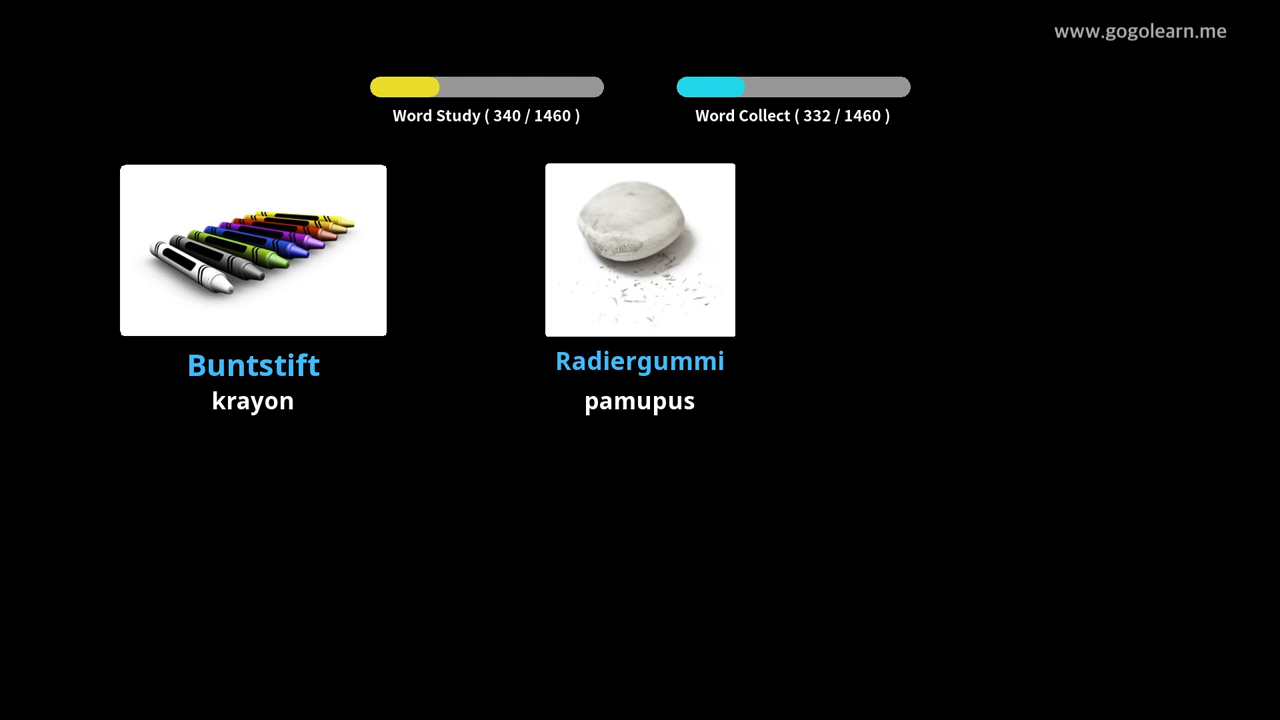 www.gogolearn.me
Word Study ( 340 / 1460 )
Word Collect ( 332 / 1460 )
Buntstift
krayon
Radiergummi
pamupus